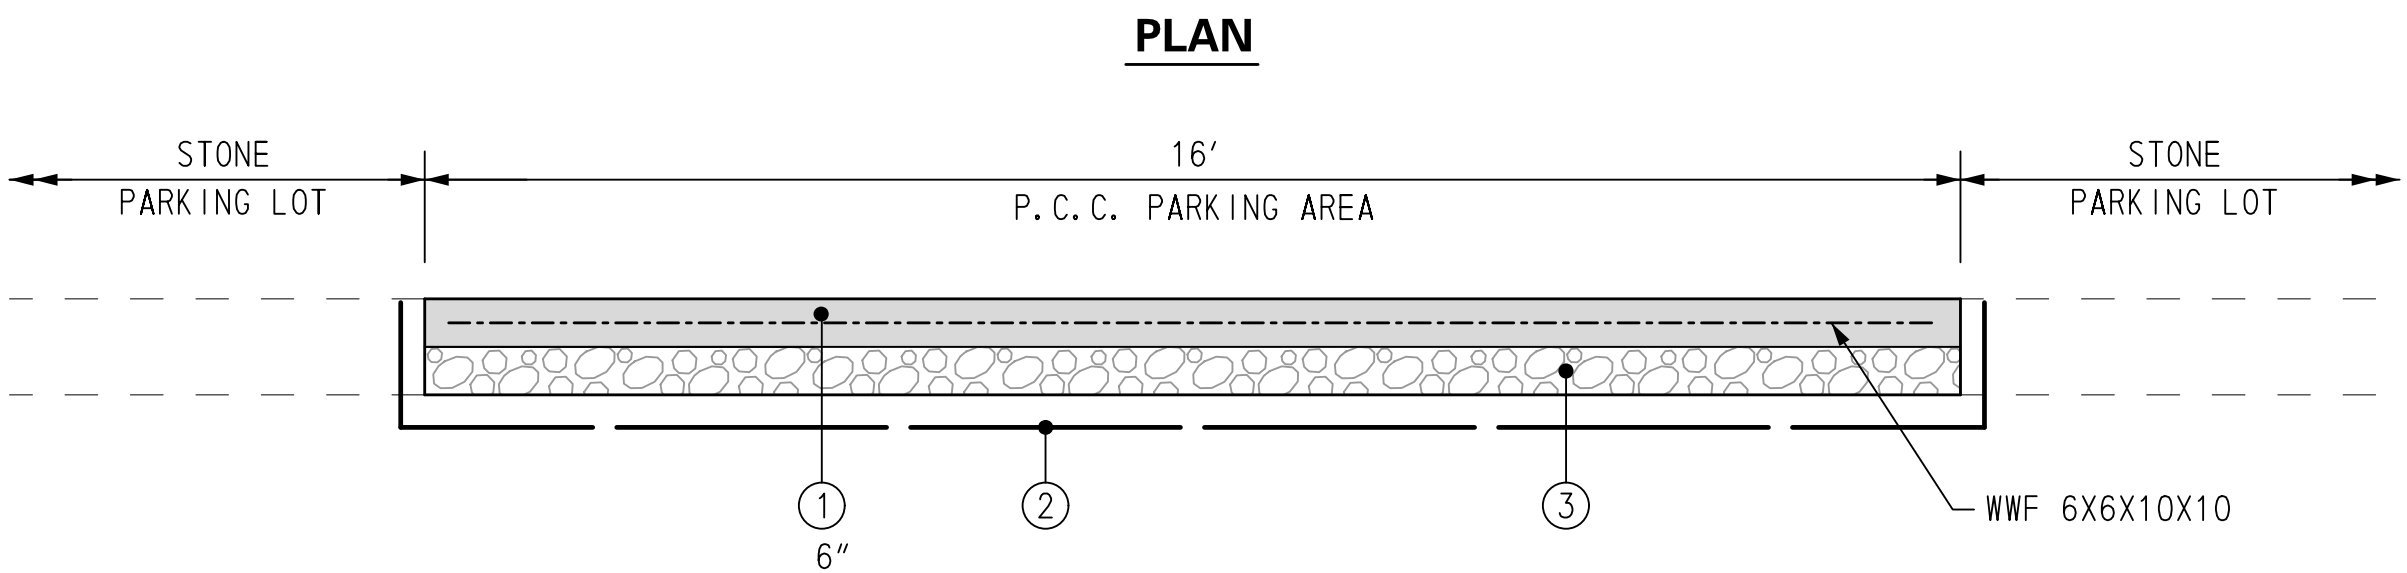 PLAN
STONE
PARKING LOT
16'
P.C.C. PARKING AREA
STONE
PARKING LOT
1
6"
2
3
WWF 6X6X10X10